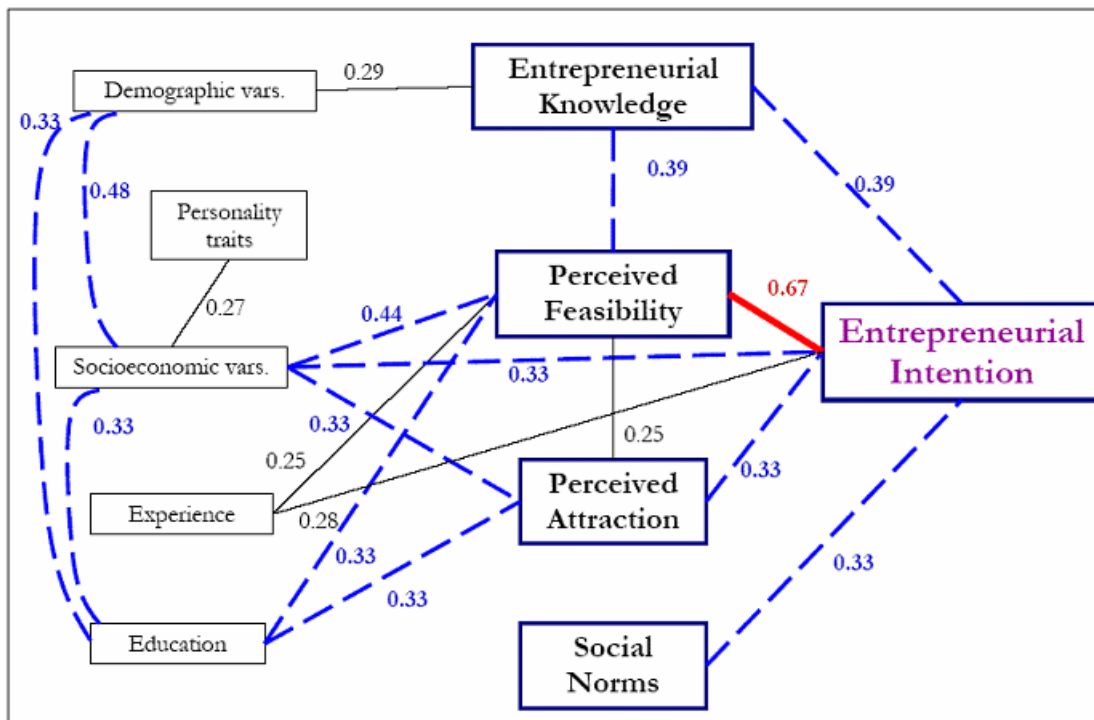 Entrepreneurial
Knowledge
Demographic vars.
0.29
0.33
0.39
0.39
0.48
Personality
traits
Perceived
Feasibility
0.67
0.27
0.44
Entrepreneurial
Intention
Socioeconomic vars.
0.33
0.33
0.33
0.25
0.25
Perceived
Attraction
0.33
Experience
0.28
0.33
0.33
0.33
Education
Social
Norms